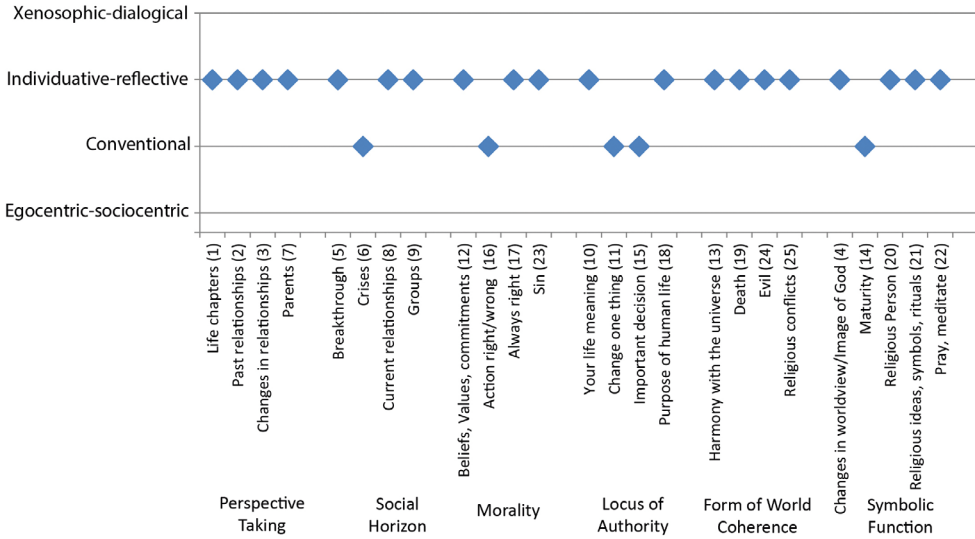 Xenosophic-dialogical
Individuative-reflective
Conventional
Egocentric-sociocentric
Life chapters (1)
Past relationships (2)
Changes in relationships (3)
Parents (7)
Breakthrough (5)
Crises (6)
Current relationships (8)
Groups (9)
Beliefs, Values, commitments (12)
Action right/wrong (16)
Always right (17)
Sin (23)
Your life meaning (10)
Change one thing (11)
Important decision (15)
Purpose of human life (18)
Harmony with the universe (13)
Death (19)
Evil (24)
Religious conflicts (25)
Changes in worldview/Image of God (4)
Maturity (14)
Religious Person (20)
Religious ideas, symbols, rituals (21)
Pray, meditate (22)
Perspective
Taking
Social
Horizon
Morality
Locus of
Authority
Form of World
Coherence
Symbolic
Function